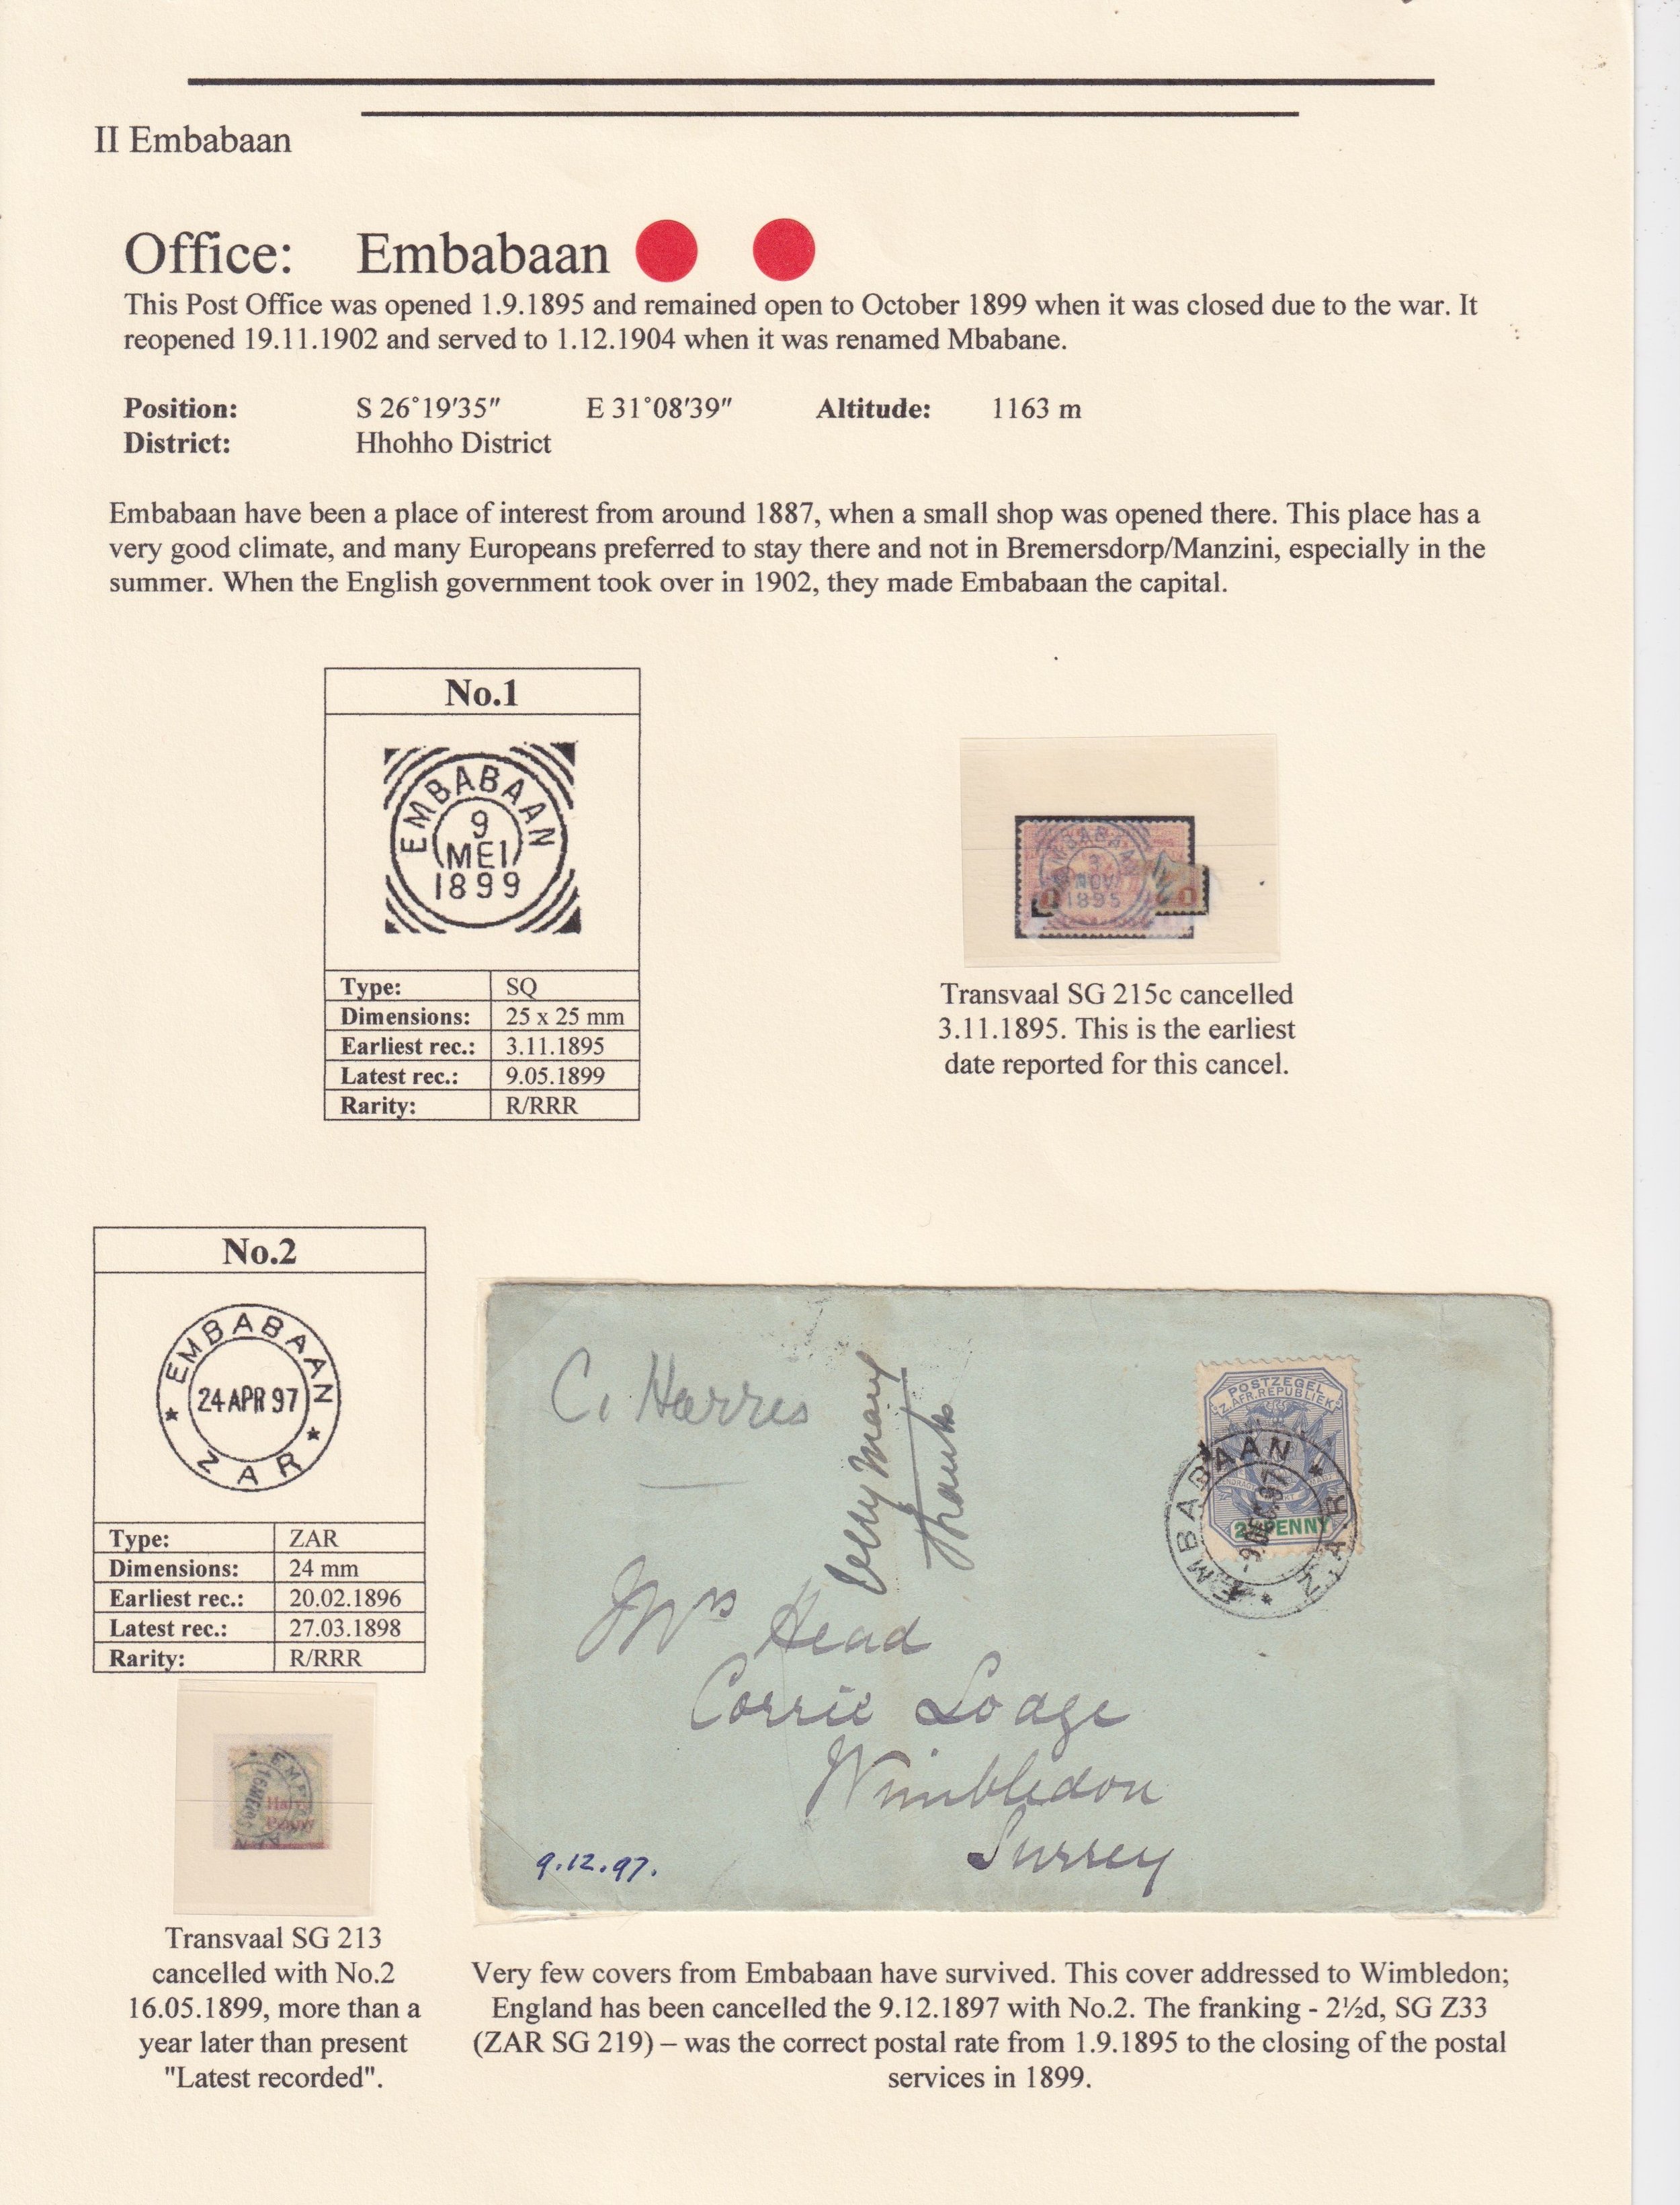 II Embabaan
Office: Embabaan
This Post Office was opened 1.9.1895 and remained open to October 1899 when it was closed due to the war. It
reopened 19.11.1902 and served to 1.12.1904 when it was renamed Mbabane.
Position: S 26°19′35″ E 31°08′39″ Altitude: 1163 m
District: Hhohho District
Embabaan have been a place of interest from around 1887, when a small shop was opened there. This place has a
very good climate, and many Europeans preferred to stay there and not in Bremersdorp/Manzini, especially in the
summer. When the English government took over in 1902, they made Embabaan the capital.
No.1
EMBABAAN
9
MEI
1899
Type: SQ
Dimensions: 25 x 25 mm
Earliest rec.: 3.11.1895
Latest rec.: 9.05.1899
Rarity: R/RRR
EMBABAAN
3
NOV
1895
Transvaal SG 215c cancelled
3.11.1895. This is the earliest
date reported for this cancel.
No.2
EMBABAAN
24 APR 97
ZAR
Type: ZAR
Dimensions: 24 mm
Earliest rec.: 20.02.1896
Latest rec.: 27.03.1898
Rarity: R/RRR
Half
Penny
Transvaal SG 213
cancelled with No.2
16.05.1899, more than a
year later than present
"Latest recorded".
C. Harris
Many
Thanks
POSTZEGEL
Z.AFR.REPUBLIEK
PENNY
EMBABAAN
9 DEC 97
Z.A.R
Mrs Head
Corrie Lodge
Wimbledon
Surrey
9.12.97.
Very few covers from Embabaan have survived. This cover addressed to Wimbledon;
England has been cancelled the 9.12.1897 with No.2. The franking - 2½d, SG Z33
(ZAR SG 219) – was the correct postal rate from 1.9.1895 to the closing of the postal
services in 1899.